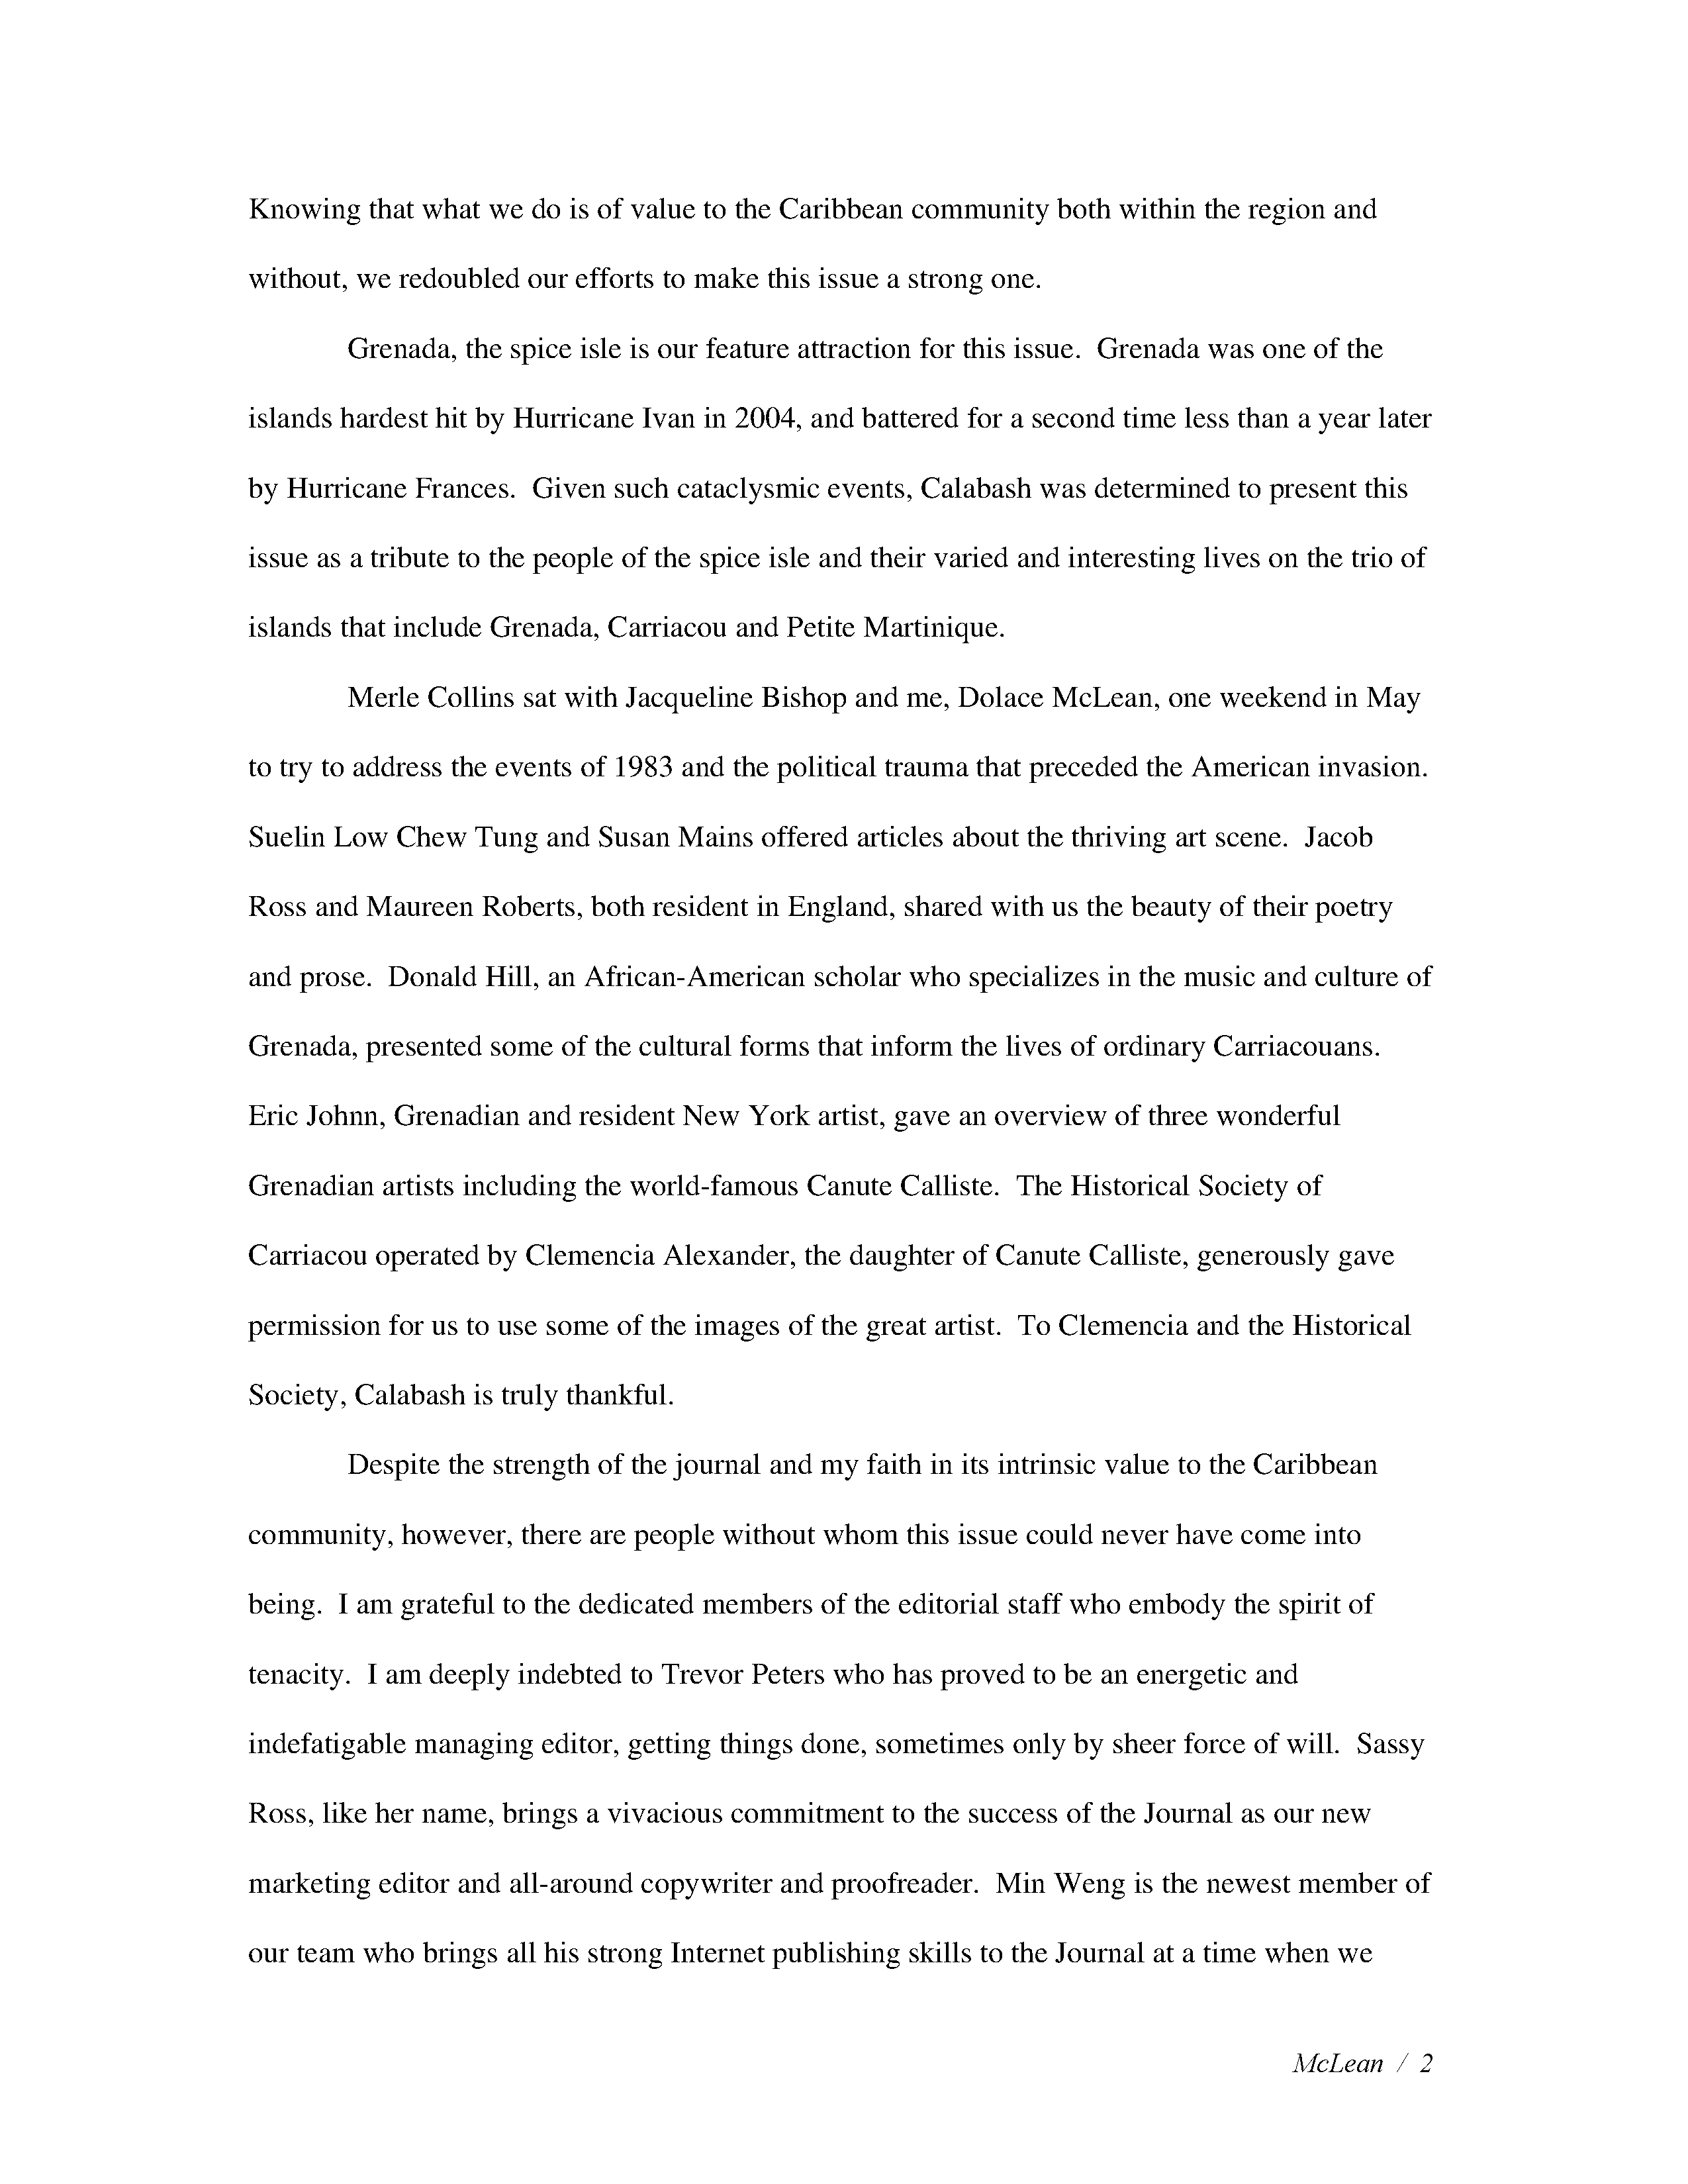 Knowing that what we do is of value to the Caribbean community both within the region and
without, we redoubled our efforts to make this issue a strong one.
Grenada, the spice isle is our feature attraction for this issue.  Grenada was one of the
islands hardest hit by Hurricane Ivan in 2004, and battered for a second time less than a year later
by Hurricane Frances.  Given such cataclysmic events, Calabash was determined to present this
issue as a tribute to the people of the spice isle and their varied and interesting lives on the trio of
islands that include Grenada, Carriacou and Petite Martinique.
Merle Collins sat with Jacqueline Bishop and me, Dolace McLean, one weekend in May
to try to address the events of 1983 and the political trauma that preceded the American invasion.
Suelin Low Chew Tung and Susan Mains offered articles about the thriving art scene.  Jacob
Ross and Maureen Roberts, both resident in England, shared with us the beauty of their poetry
and prose.  Donald Hill, an African-American scholar who specializes in the music and culture of
Grenada, presented some of the cultural forms that inform the lives of ordinary Carriacouans.
Eric Johnn, Grenadian and resident New York artist, gave an overview of three wonderful
Grenadian artists including the world-famous Canute Calliste.  The Historical Society of
Carriacou operated by Clemencia Alexander, the daughter of Canute Calliste, generously gave
permission for us to use some of the images of the great artist.  To Clemencia and the Historical
Society, Calabash is truly thankful.
Despite the strength of the journal and my faith in its intrinsic value to the Caribbean
community, however, there are people without whom this issue could never have come into
being.  I am grateful to the dedicated members of the editorial staff who embody the spirit of
tenacity.  I am deeply indebted to Trevor Peters who has proved to be an energetic and
indefatigable managing editor, getting things done, sometimes only by sheer force of will.  Sassy
Ross, like her name, brings a vivacious commitment to the success of the Journal as our new
marketing editor and all-around copywriter and proofreader.  Min Weng is the newest member of
our team who brings all his strong Internet publishing skills to the Journal at a time when we
McLean / 2